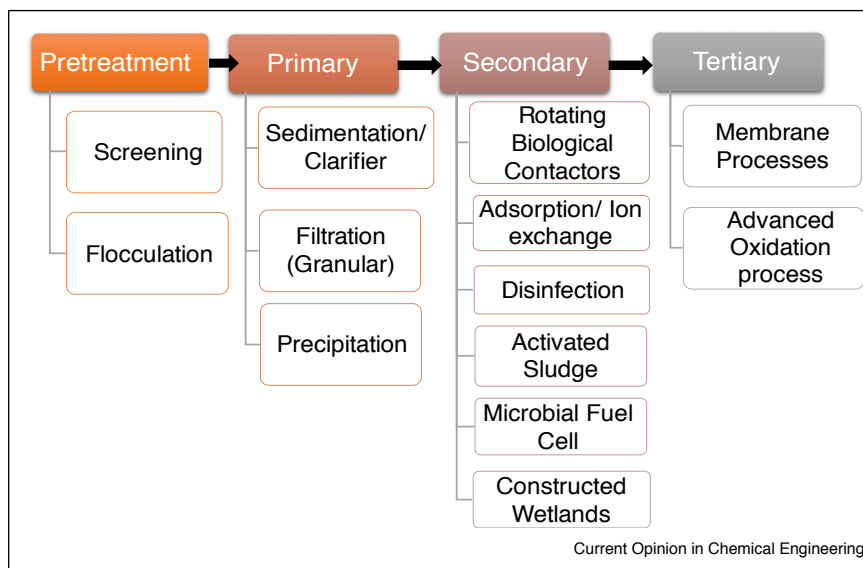 Pretreatment
Primary
Secondary
Tertiary
Screening
Flocculation
Sedimentation/
Clarifier
Filtration
(Granular)
Precipitation
Rotating
Biological
Contactors
Adsorption/ Ion
exchange
Disinfection
Activated
Sludge
Microbial Fuel
Cell
Constructed
Wetlands
Membrane
Processes
Advanced
Oxidation
process
Current Opinion in Chemical Engineering